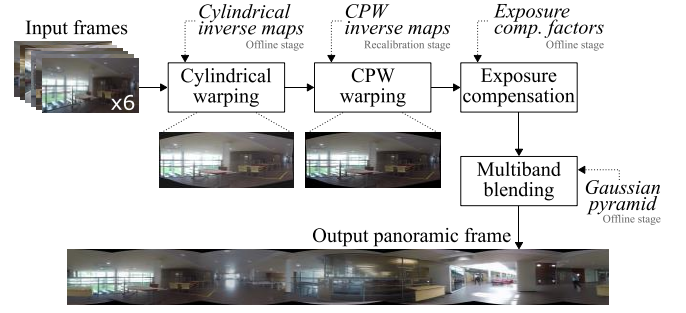 Input frames
x6
Cylindrical
inverse maps
Offline stage
CPW
inverse maps
Recalibration stage
Exposure
comp. factors
Offline stage
Cylindrical
warping
CPW
warping
Exposure
compensation
Multiband
blending
Gaussian
pyramid
Offline stage
Output panoramic frame